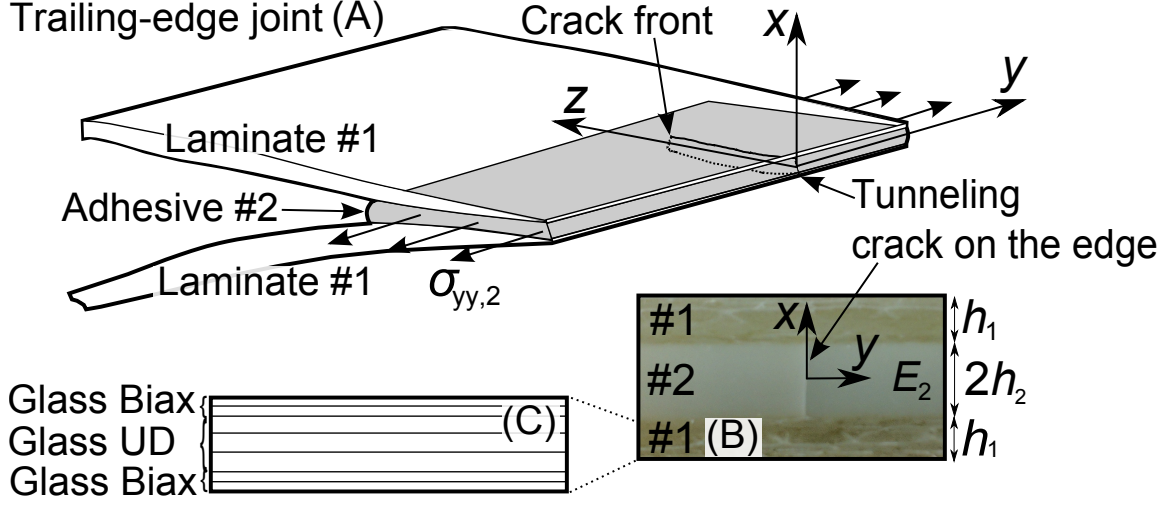 Trailing-edge joint (A)
Crack front
x
y
z
Laminate #1
Adhesive #2
Tunneling
crack on the edge
Laminate #1
σyy,2
#1
x
h1
y
#2
E2
2h2
#1 (B)
h1
Glass Biax
(C)
Glass UD
Glass Biax